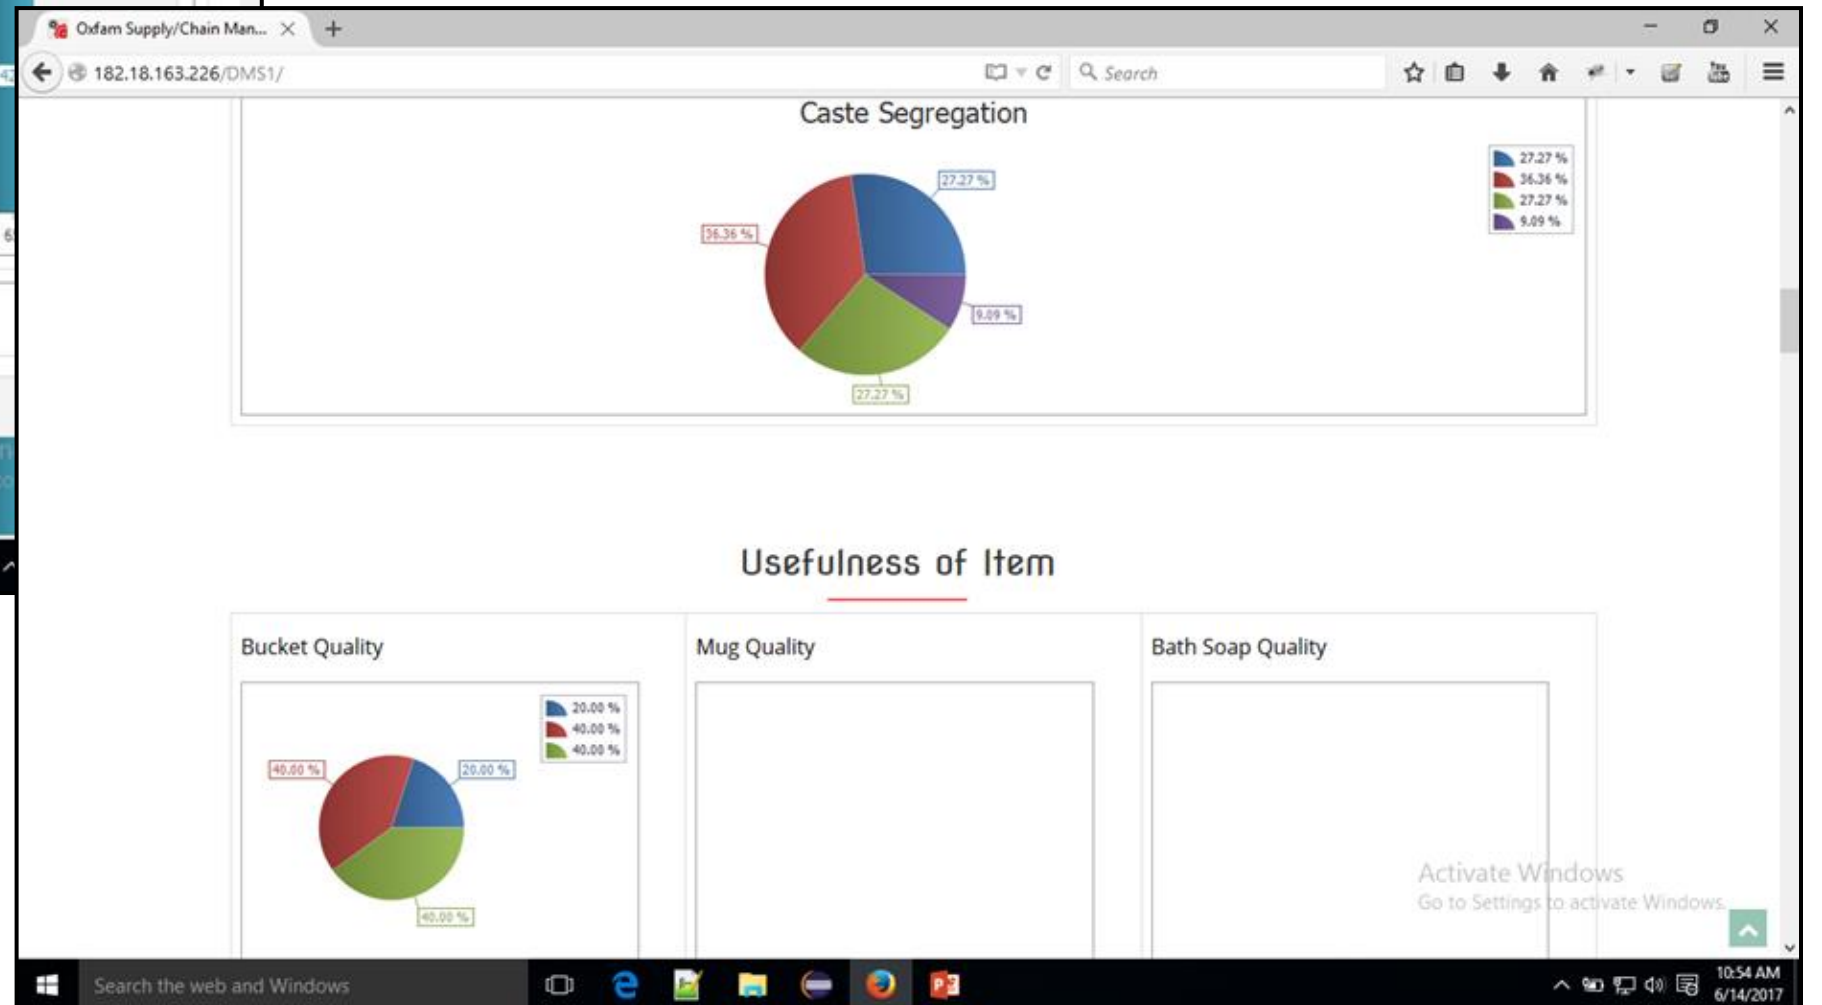 Oxfam Supply/Chain Man...
182.18.163.226/DMS1/
Search
Caste Segregation
27.27 %
36.36 %
27.27 %
9.09 %
27.27 %
36.36 %
9.09 %
27.27 %
Usefulness of Item
Bucket Quality
Mug Quality
Bath Soap Quality
20.00 %
40.00 %
40.00 %
40.00 %
20.00 %
40.00 %
Activate Windows
Go to Settings to activate Windows.
Search the web and Windows
10:54 AM
6/14/2017